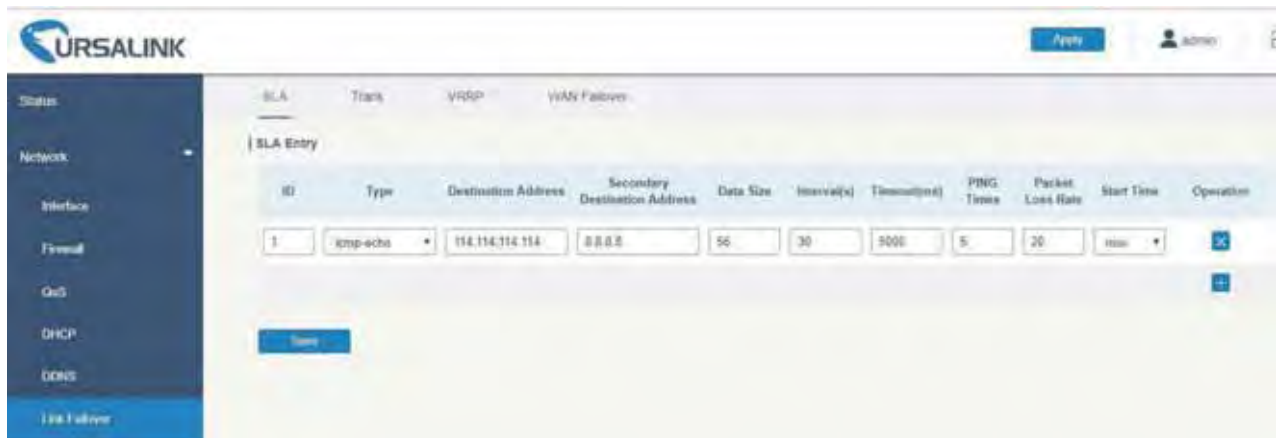 URSALINK
Apply
admin
Status
SLA Track VRRP WAN Failover
SLA Entry
Network
ID Type Destination Address Secondary Destination Address Data Size Interval(s) Timeout(ms) PING Times Packet Loss Rate Start Time Operation
Interface
1 icmp-echo 114.114.114.114 8.8.8.8 56 30 5000 5 20 now
Firewall
QoS
DHCP
Save
DDNS
Link Failover